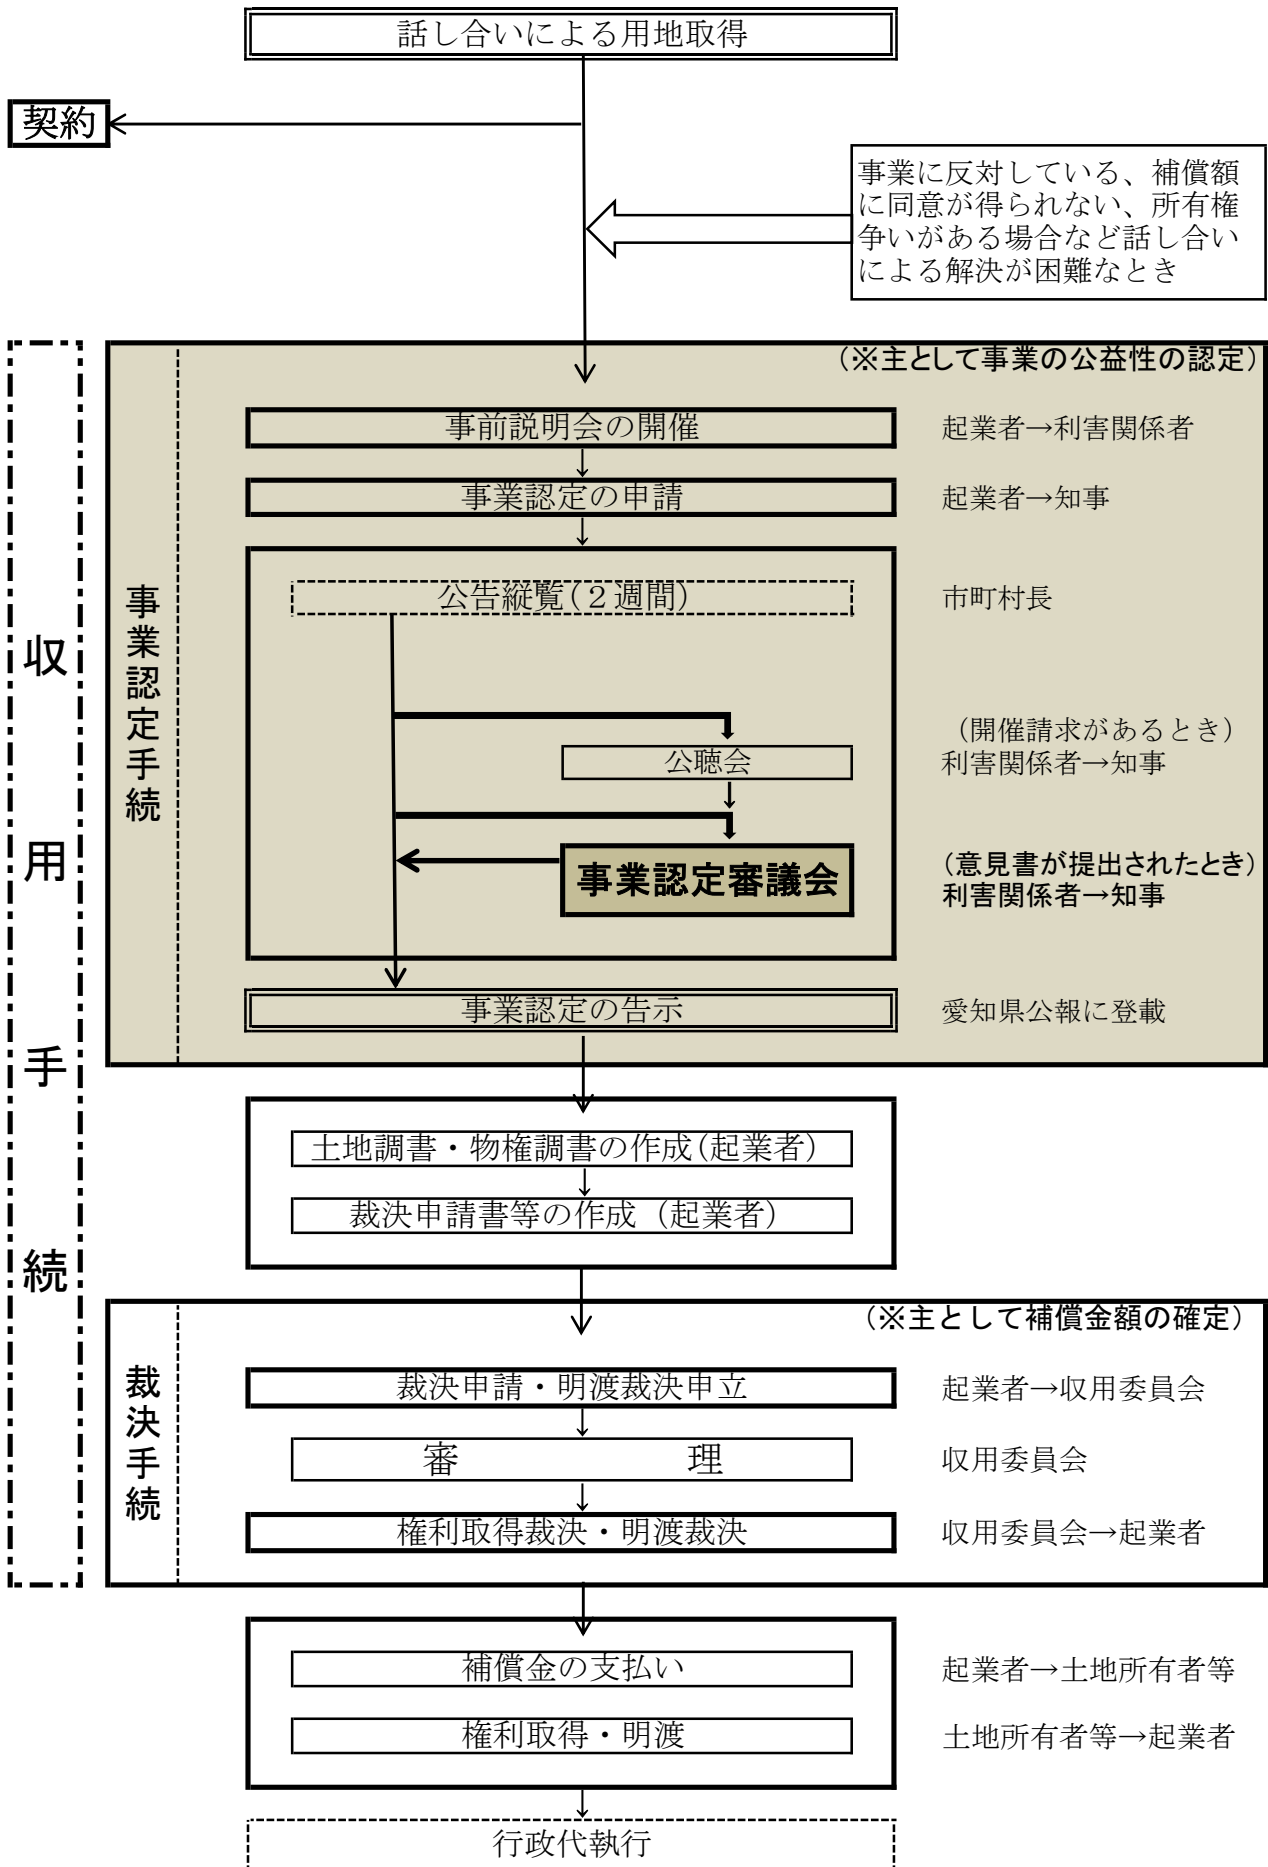 話し合いによる用地取得
契約
事業に反対している、補償額
に同意が得られない、所有権
争いがある場合など話し合い
による解決が困難なとき
収用手続
事業認定手続
(※主として事業の公益性の認定)
事前説明会の開催
起業者→利害関係者
事業認定の申請
起業者→知事
公告縦覧(2週間)
市町村長
(開催請求があるとき)
公聴会
利害関係者→知事
事業認定審議会
(意見書が提出されたとき)
利害関係者→知事
事業認定の告示
愛知県公報に登載
土地調書・物権調書の作成(起業者)
裁決申請書等の作成(起業者)
裁決手続
(※主として補償金額の確定)
裁決申請・明渡裁決申立
起業者→収用委員会
審理
収用委員会
権利取得裁決・明渡裁決
収用委員会→起業者
補償金の支払い
起業者→土地所有者等
権利取得・明渡
土地所有者等→起業者
行政代執行